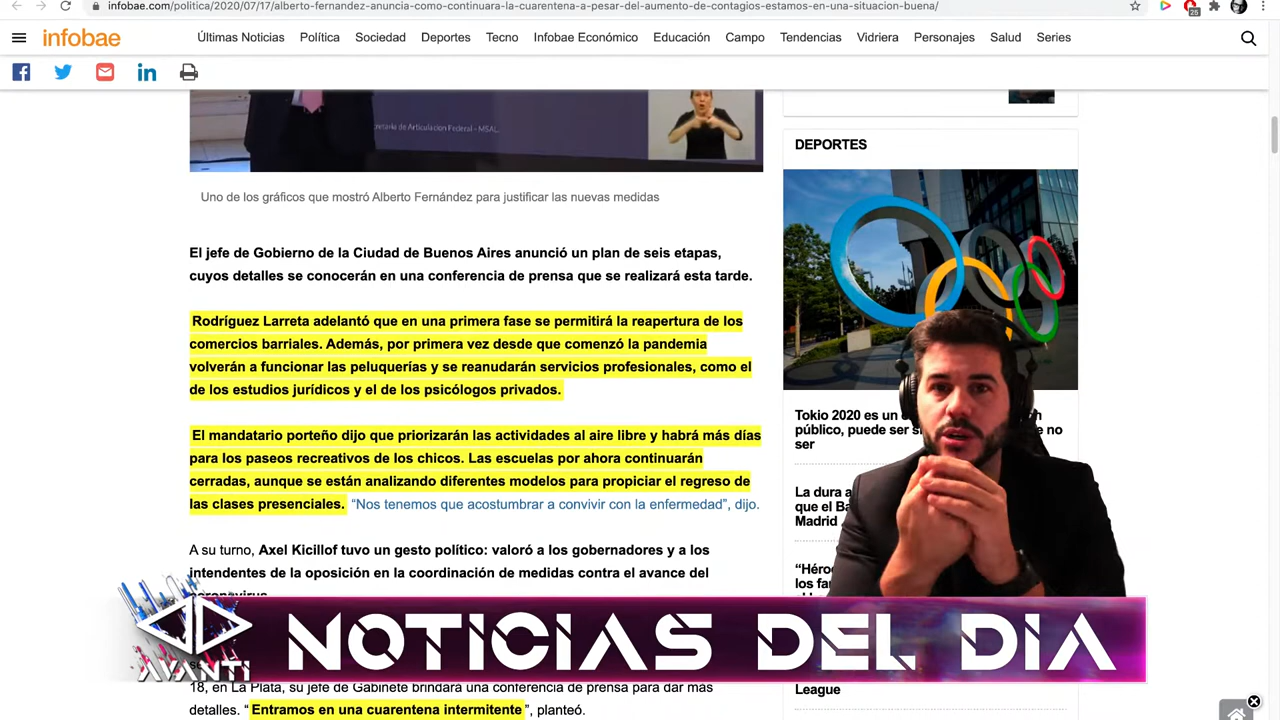 infobae.com/politica/2020/07/17/alberto-fernandez-anuncia-como-continuara-la-cuarentena-a-pesar-del-aumento-de-contagios-estamos-en-una-situacion-buena/
25
infobae
Últimas Noticias Política Sociedad Deportes Tecno Infobae Económico Educación Campo Tendencias Vidriera Personajes Salud Series
de Articulación Federal - MSAL.
Uno de los gráficos que mostró Alberto Fernández para justificar las nuevas medidas
El jefe de Gobierno de la Ciudad de Buenos Aires anunció un plan de seis etapas,
cuyos detalles se conocerán en una conferencia de prensa que se realizará esta tarde.
Rodríguez Larreta adelantó que en una primera fase se permitirá la reapertura de los
comercios barriales. Además, por primera vez desde que comenzó la pandemia
volverán a funcionar las peluquerías y se reanudarán servicios profesionales, como el
de los estudios jurídicos y el de los psicólogos privados.
El mandatario porteño dijo que priorizarán las actividades al aire libre y habrá más días
para los paseos recreativos de los chicos. Las escuelas por ahora continuarán
cerradas, aunque se están analizando diferentes modelos para propiciar el regreso de
las clases presenciales. “Nos tenemos que acostumbrar a convivir con la enfermedad”, dijo.
A su turno, Axel Kicillof tuvo un gesto político: valoró a los gobernadores y a los
intendentes de la oposición en la coordinación de medidas contra el avance del
18, en La Plata, su jefe de Gabinete brindará una conferencia de prensa para dar más
detalles. “Entramos en una cuarentena intermitente”, planteó.
DEPORTES
Tokio 2020 es un
público, puede ser no
ser
La dura
que el
Madrid
“Héroe
los
League
AVANTI
NOTICIAS DEL DIA